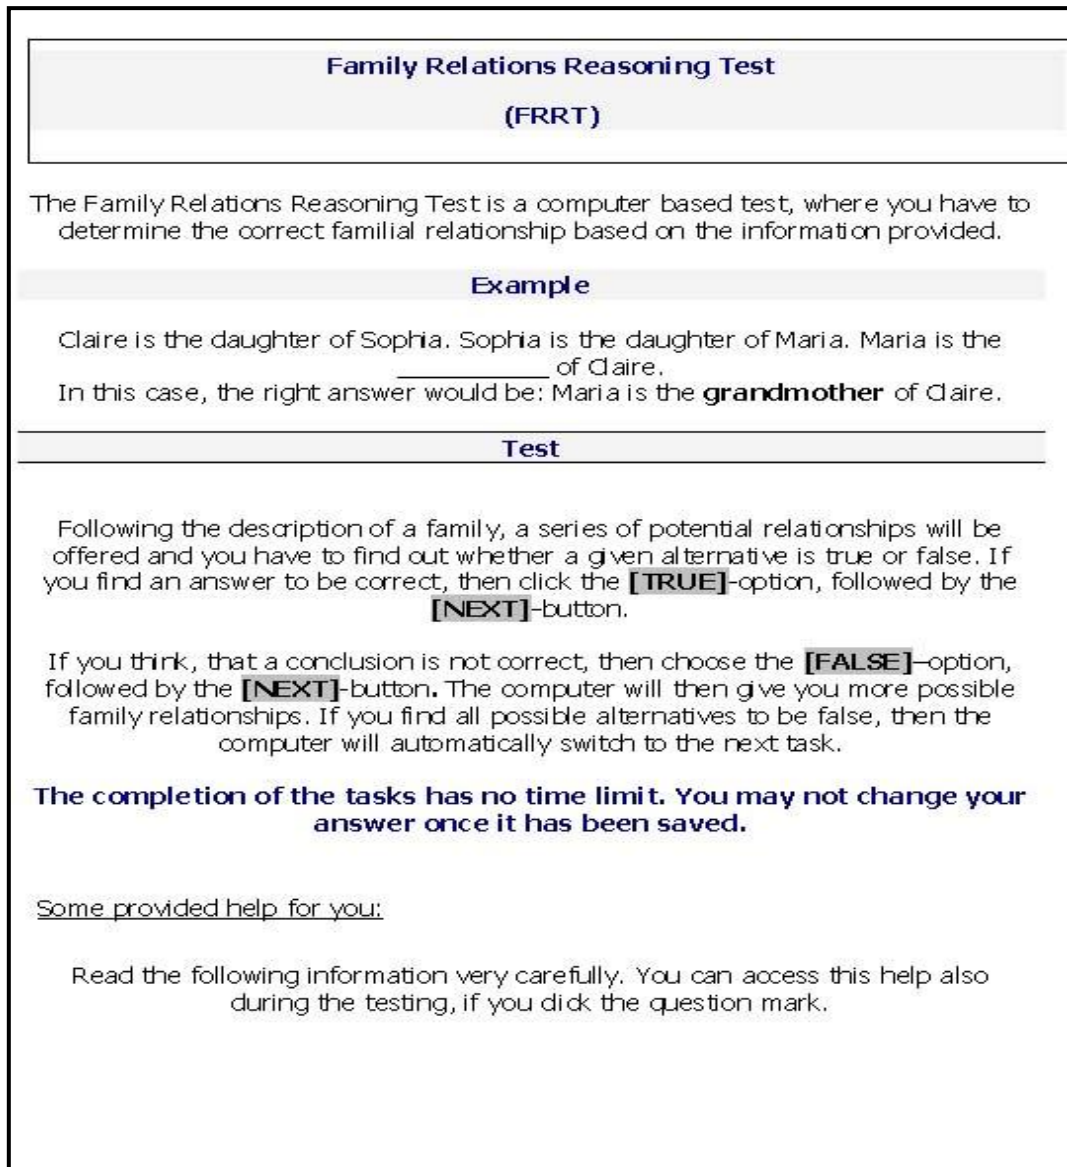 Family Relations Reasoning Test
(FRRT)
The Family Relations Reasoning Test is a computer based test, where you have to
determine the correct familial relationship based on the information provided.
Example
Claire is the daughter of Sophia. Sophia is the daughter of Maria. Maria is the
___________ of Claire.
In this case, the right answer would be: Maria is the grandmother of Claire.
Test
Following the description of a family, a series of potential relationships will be
offered and you have to find out whether a given alternative is true or false. If
you find an answer to be correct, then click the [TRUE]-option, followed by the
[NEXT]-button.
If you think, that a conclusion is not correct, then choose the [FALSE]–option,
followed by the [NEXT]-button. The computer will then give you more possible
family relationships. If you find all possible alternatives to be false, then the
computer will automatically switch to the next task.
The completion of the tasks has no time limit. You may not change your
answer once it has been saved.
Some provided help for you:
Read the following information very carefully. You can access this help also
during the testing, if you click the question mark.